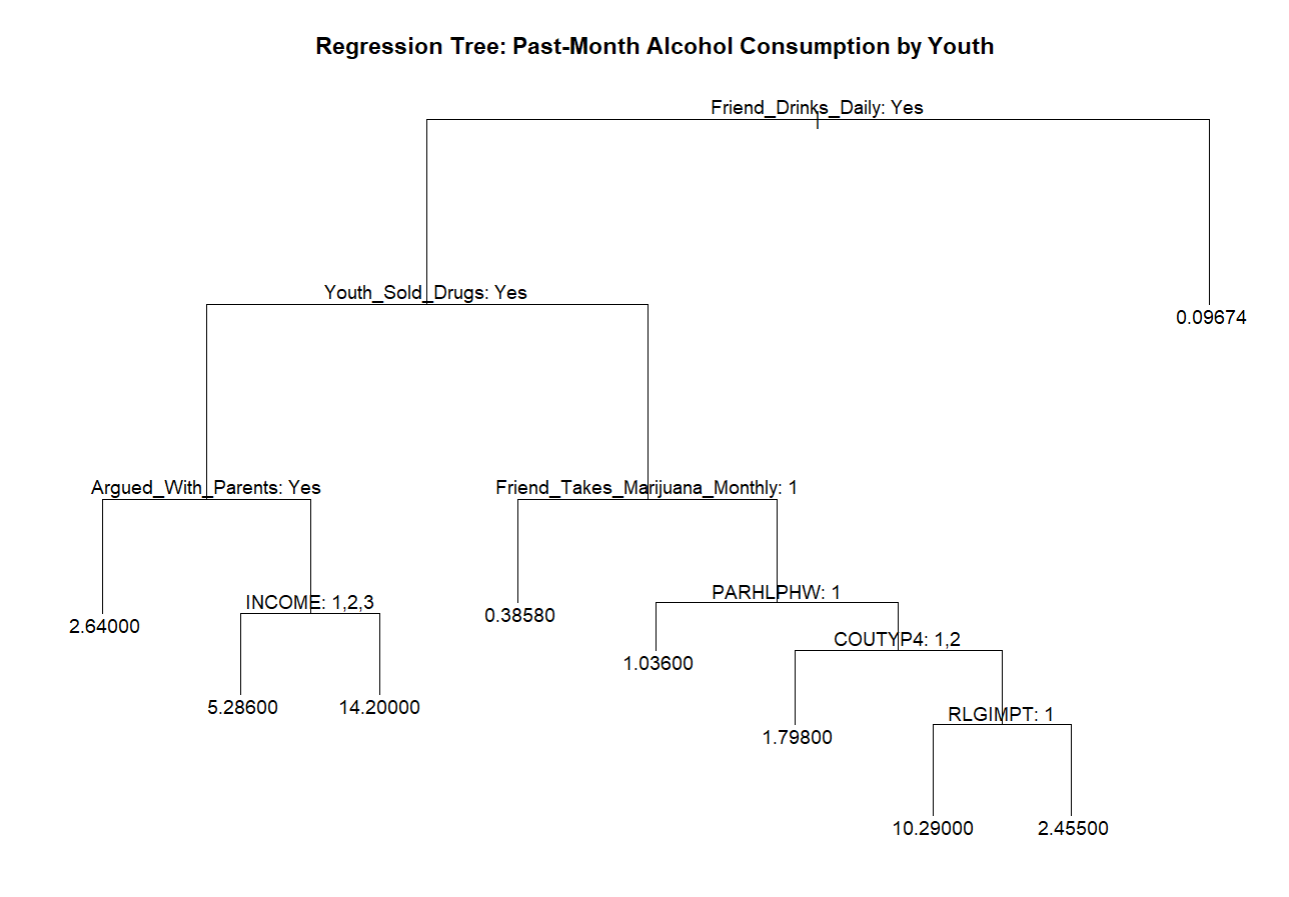 Regression Tree: Past-Month Alcohol Consumption by Youth
Friend_Drinks_Daily: Yes
Youth_Sold_Drugs: Yes
0.09674
Argued_With_Parents: Yes
Friend_Takes_Marijuana_Monthly: 1
2.64000
INCOME: 1,2,3
0.38580
PARHLPHW: 1
5.28600
14.20000
1.03600
COUTYP4: 1,2
1.79800
RLGIMPT: 1
10.29000
2.45500